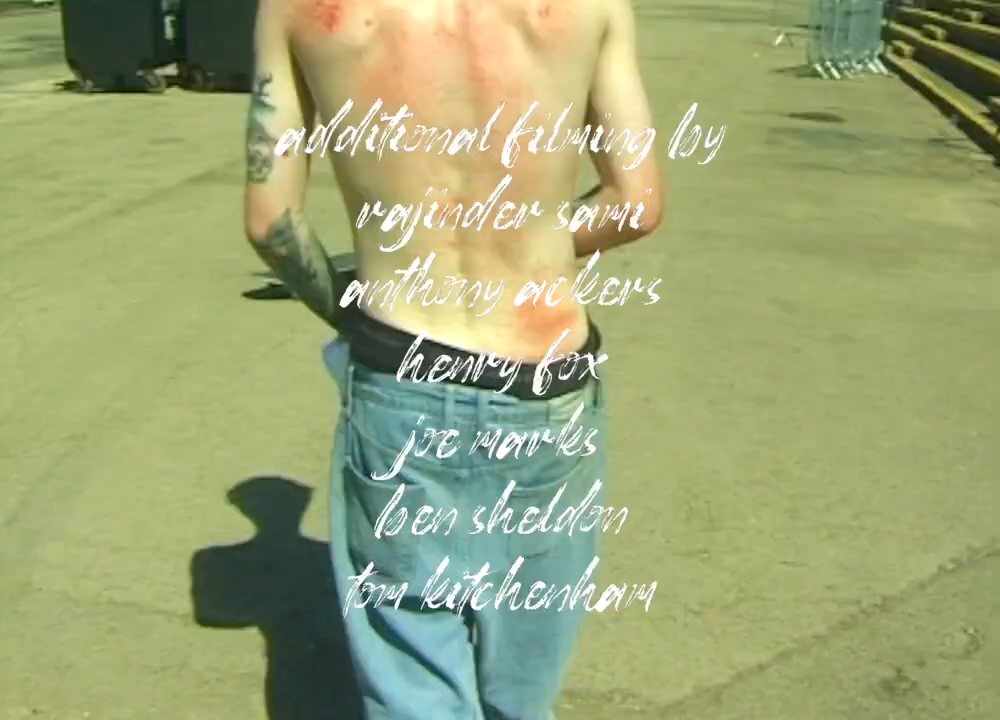 additional filming by
rajinder sami
anthony ackers
henry fox
joe marks
ben sheldon
tom kitchenham